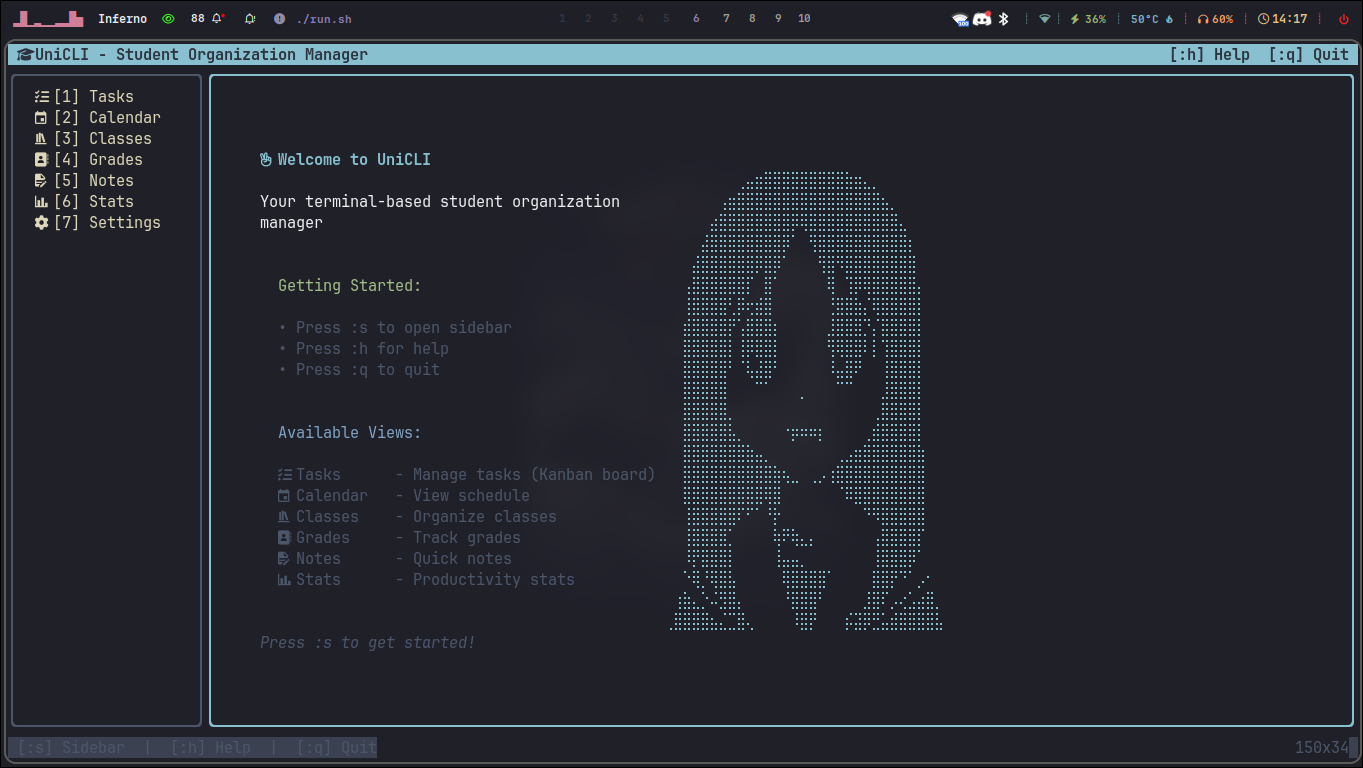 Inferno 88 ./run.sh 1 2 3 4 5 6 7 8 9 10 36% 50°C 60% 14:17
UniCLI - Student Organization Manager [:h] Help [:q] Quit
[1] Tasks
[2] Calendar
[3] Classes
[4] Grades
[5] Notes
[6] Stats
[7] Settings
Welcome to UniCLI
Your terminal-based student organization
manager
Getting Started:
• Press :s to open sidebar
• Press :h for help
• Press :q to quit
Available Views:
Tasks - Manage tasks (Kanban board)
Calendar - View schedule
Classes - Organize classes
Grades - Track grades
Notes - Quick notes
Stats - Productivity stats
Press :s to get started!
[:s] Sidebar | [:h] Help | [:q] Quit 150x34